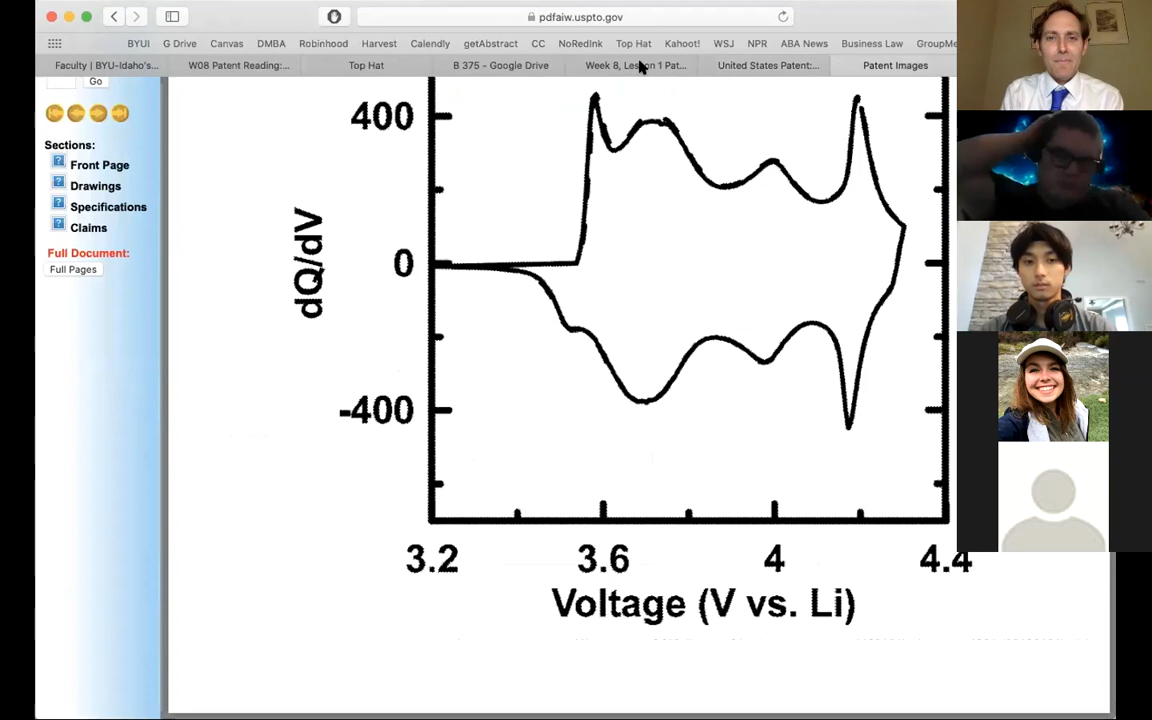 pdfaiw.uspto.gov
BYUI G Drive Canvas DMBA Robinhood Harvest Calendly getAbstract CC NoRedInk Top Hat Kahoot! WSJ NPR ABA News Business Law GroupMe
Faculty | BYU-Idaho's... W08 Patent Reading:... Top Hat B 375 - Google Drive Week 8, Lesson 1 Pat... United States Patent:... Patent Images
Go
Sections:
Front Page
Drawings
Specifications
Claims
Full Document:
Full Pages
400
0
-400
dQ/dV
3.2 3.6 4 4.4
Voltage (V vs. Li)